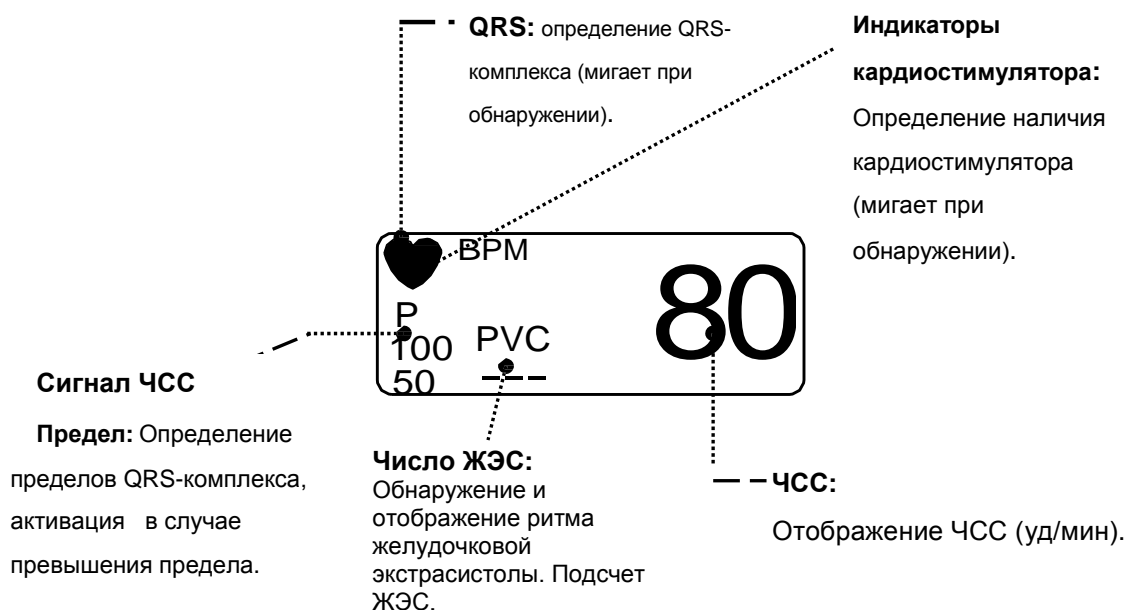 QRS: определение QRS-
комплекса (мигает при
обнаружении).
Индикаторы
кардиостимулятора:
Определение наличия
кардиостимулятора
(мигает при
обнаружении).
BPM
80
P
100
50
PVC
---
Сигнал ЧСС
Предел: Определение
пределов QRS-комплекса,
активация в случае
превышения предела.
Число ЖЭС:
Обнаружение и
отображение ритма
желудочковой
экстрасистолы. Подсчет
ЖЭС.
ЧСС:
Отображение ЧСС (уд/мин).